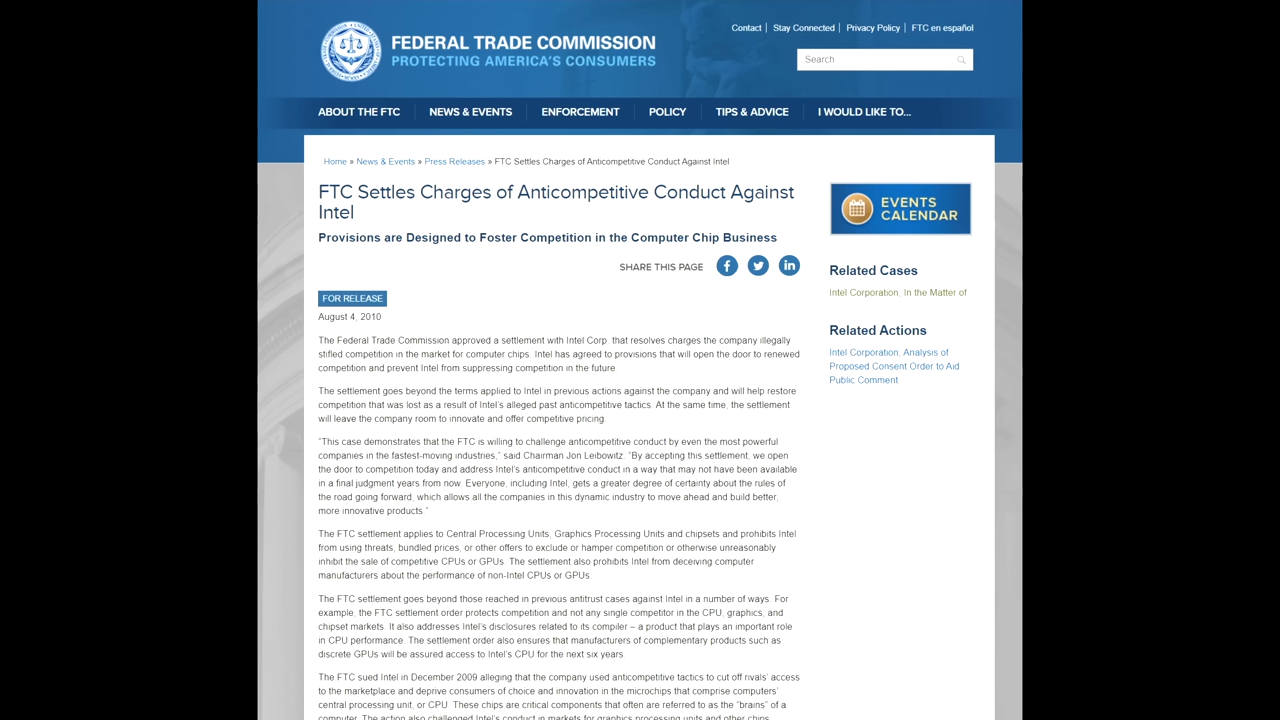 Contact | Stay Connected | Privacy Policy | FTC en español
FEDERAL TRADE COMMISSION
PROTECTING AMERICA'S CONSUMERS
Search
ABOUT THE FTC NEWS & EVENTS ENFORCEMENT POLICY TIPS & ADVICE I WOULD LIKE TO...
Home » News & Events » Press Releases » FTC Settles Charges of Anticompetitive Conduct Against Intel
FTC Settles Charges of Anticompetitive Conduct Against
Intel
Provisions are Designed to Foster Competition in the Computer Chip Business
SHARE THIS PAGE
FOR RELEASE
August 4, 2010
The Federal Trade Commission approved a settlement with Intel Corp. that resolves charges the company illegally
stifled competition in the market for computer chips. Intel has agreed to provisions that will open the door to renewed
competition and prevent Intel from suppressing competition in the future.
The settlement goes beyond the terms applied to Intel in previous actions against the company and will help restore
competition that was lost as a result of Intel's alleged past anticompetitive tactics. At the same time, the settlement
will leave the company room to innovate and offer competitive pricing.
"This case demonstrates that the FTC is willing to challenge anticompetitive conduct by even the most powerful
companies in the fastest-moving industries," said Chairman Jon Leibowitz. "By accepting this settlement, we open
the door to competition today and address Intel's anticompetitive conduct in a way that may not have been available
in a final judgment years from now. Everyone, including Intel, gets a greater degree of certainty about the rules of
the road going forward, which allows all the companies in this dynamic industry to move ahead and build better,
more innovative products."
The FTC settlement applies to Central Processing Units, Graphics Processing Units and chipsets and prohibits Intel
from using threats, bundled prices, or other offers to exclude or hamper competition or otherwise unreasonably
inhibit the sale of competitive CPUs or GPUs. The settlement also prohibits Intel from deceiving computer
manufacturers about the performance of non-Intel CPUs or GPUs.
The FTC settlement goes beyond those reached in previous antitrust cases against Intel in a number of ways. For
example, the FTC settlement order protects competition and not any single competitor in the CPU, graphics, and
chipset markets. It also addresses Intel's disclosures related to its compiler – a product that plays an important role
in CPU performance. The settlement order also ensures that manufacturers of complementary products such as
discrete GPUs will be assured access to Intel's CPU for the next six years.
The FTC sued Intel in December 2009 alleging that the company used anticompetitive tactics to cut off rivals' access
to the marketplace and deprive consumers of choice and innovation in the microchips that comprise computers'
central processing unit, or CPU. These chips are critical components that often are referred to as the "brains" of a
computer. The action also challenged Intel's conduct in markets for graphics processing units and other chips.
EVENTS
CALENDAR
Related Cases
Intel Corporation, In the Matter of
Related Actions
Intel Corporation, Analysis of
Proposed Consent Order to Aid
Public Comment